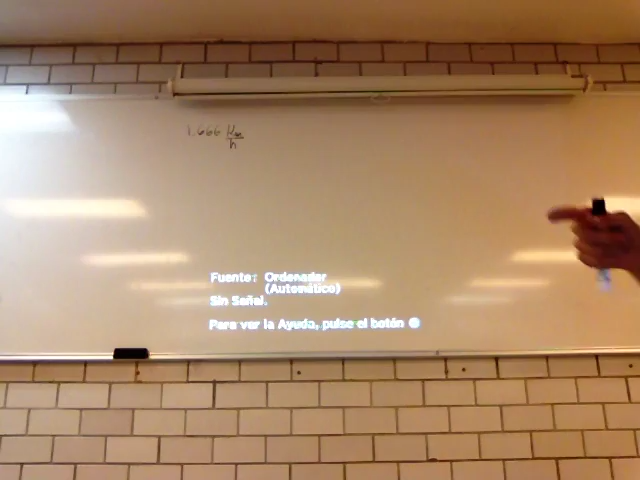 1.666 Km
h
Fuente: Ordenador
(Automático)
Sin Señal.
Para ver la Ayuda, pulse el botón